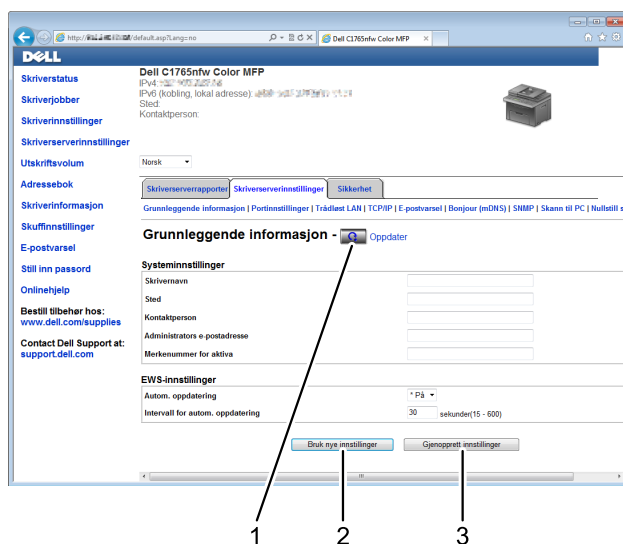 http:// /default.asp?Lang=no
Dell C1765nfw Color MFP
DELL
Skriverstatus
Skriverjobber
Skriverinnstillinger
Skriverserverinnstillinger
Utskriftsvolum
Adressebok
Skriverinformasjon
Skuffinnstillinger
E-postvarsel
Still inn passord
Onlinehjelp
Bestill tilbehør hos:
www.dell.com/supplies
Contact Dell Support at:
support.dell.com
Dell C1765nfw Color MFP
IPv4:
IPv6 (kobling, lokal adresse):
Sted:
Kontaktperson:
Norsk
Skriverserverrapporter Skriverserverinnstillinger Sikkerhet
Grunnleggende informasjon | Portinnstillinger | Trådløst LAN | TCP/IP | E-postvarsel | Bonjour (mDNS) | SNMP | Skann til PC | Nullstill s
Grunnleggende informasjon - Oppdater
Systeminnstillinger
Skrivernavn
Sted
Kontaktperson
Administrators e-postadresse
Merkenummer for aktiva
EWS-innstillinger
Autom. oppdatering * På
Intervall for autom. oppdatering 30 sekunder(15 - 600)
Bruk nye innstillinger Gjenopprett innstillinger
1 2 3